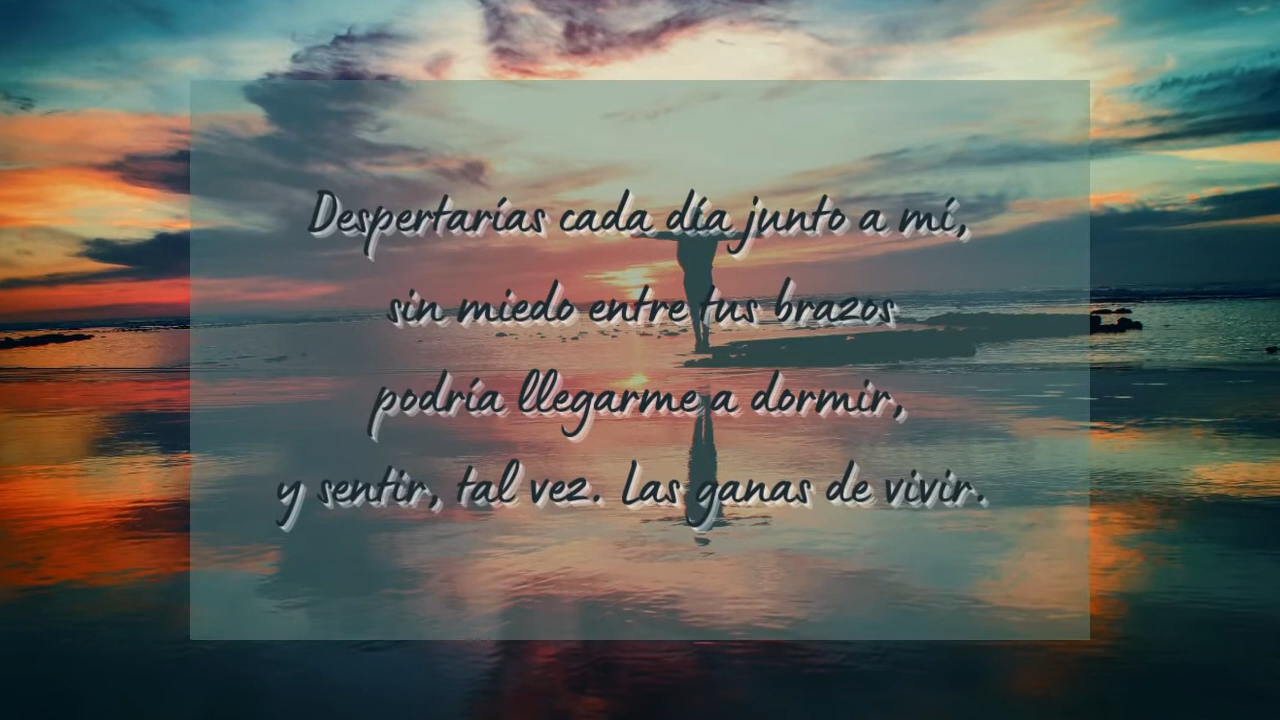 Despertarías cada día junto a mí,
sin miedo entre tus brazos
podría llegarme a dormir,
y sentir, tal vez. Las ganas de vivir.